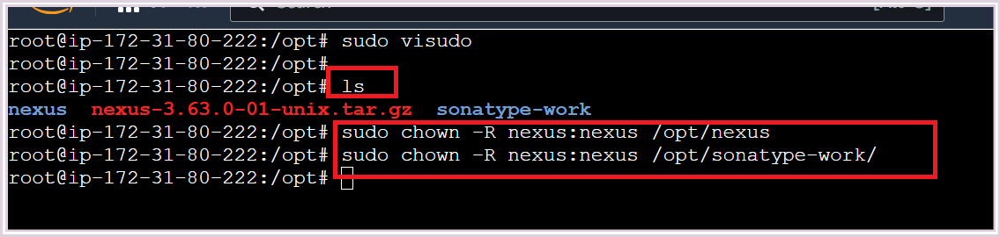 root@ip-172-31-80-222:/opt# sudo visudo
root@ip-172-31-80-222:/opt#
root@ip-172-31-80-222:/opt# ls
nexus  nexus-3.63.0-01-unix.tar.gz  sonatype-work
root@ip-172-31-80-222:/opt# sudo chown -R nexus:nexus /opt/nexus
root@ip-172-31-80-222:/opt# sudo chown -R nexus:nexus /opt/sonatype-work/
root@ip-172-31-80-222:/opt#